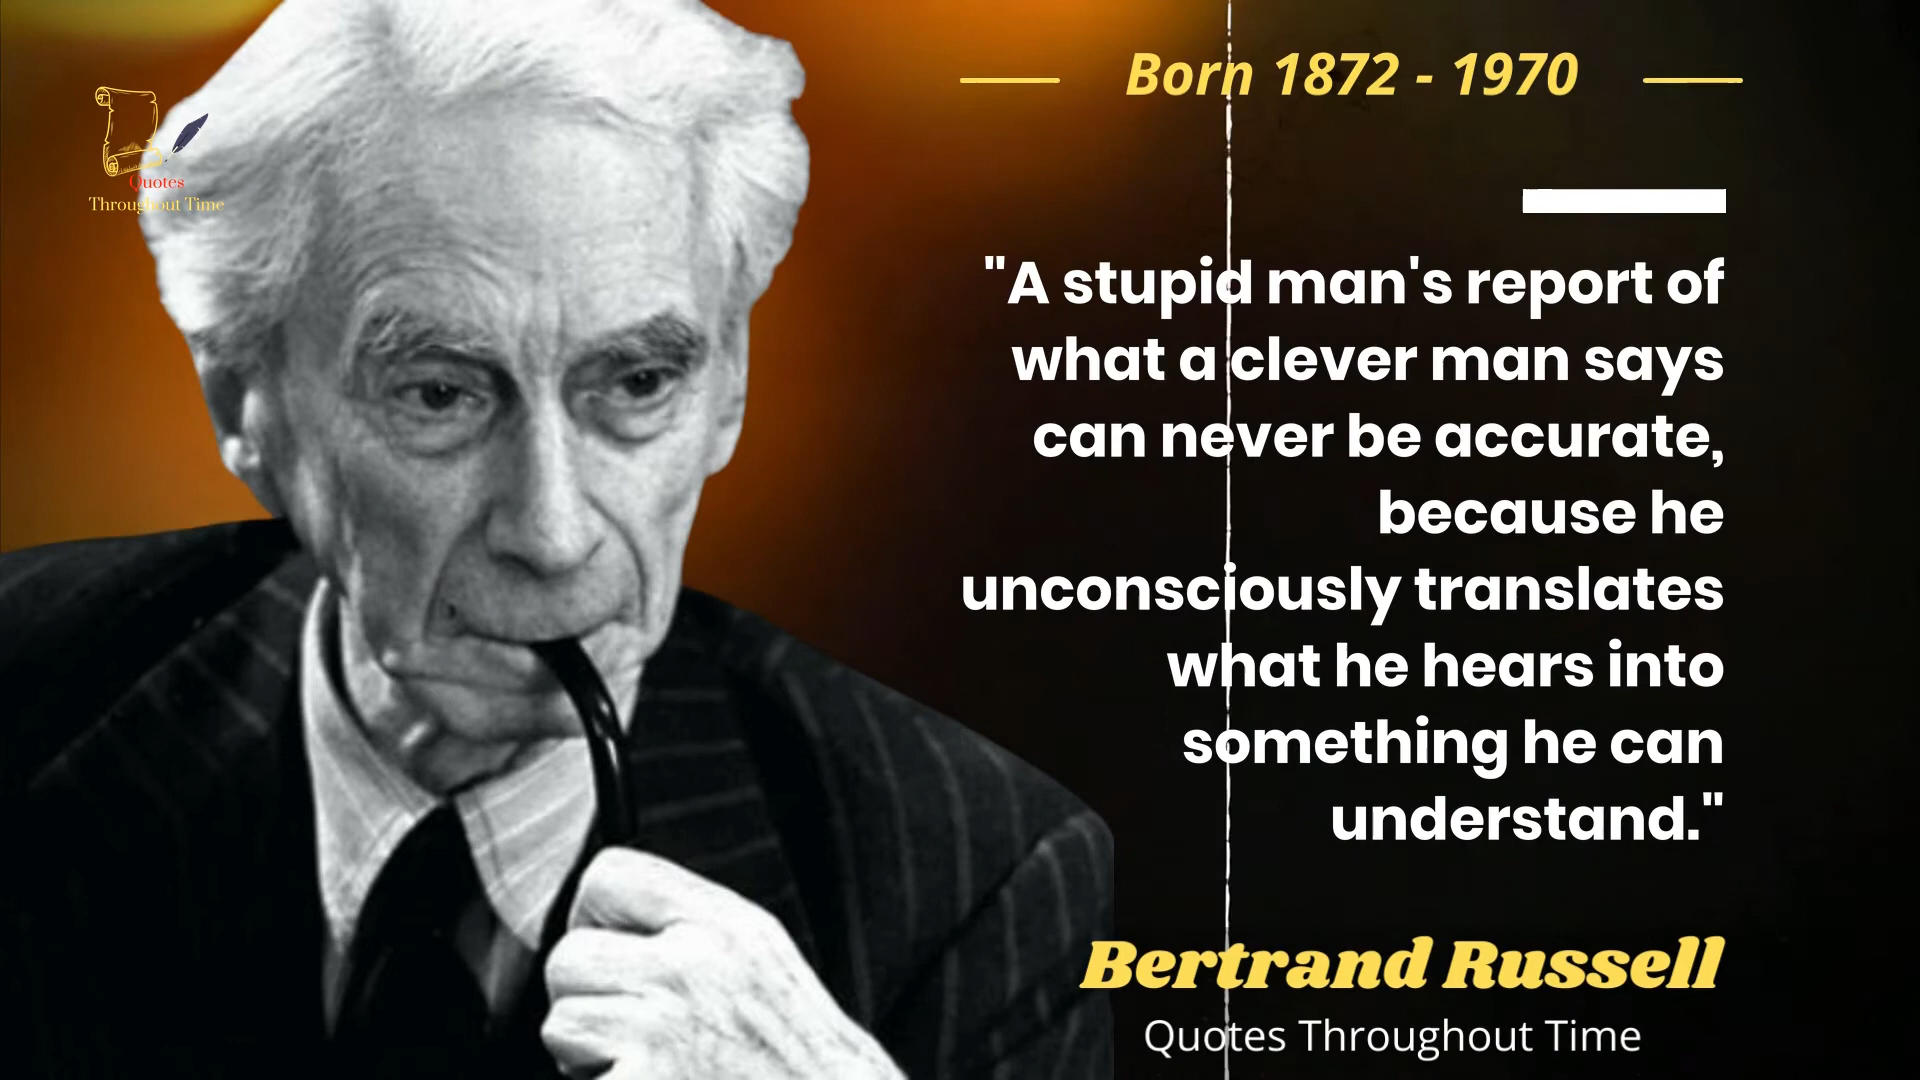 Quotes
Throughout Time
Born 1872 - 1970
"A stupid man's report of
what a clever man says
can never be accurate,
because he
unconsciously translates
what he hears into
something he can
understand."
Bertrand Russell
Quotes Throughout Time